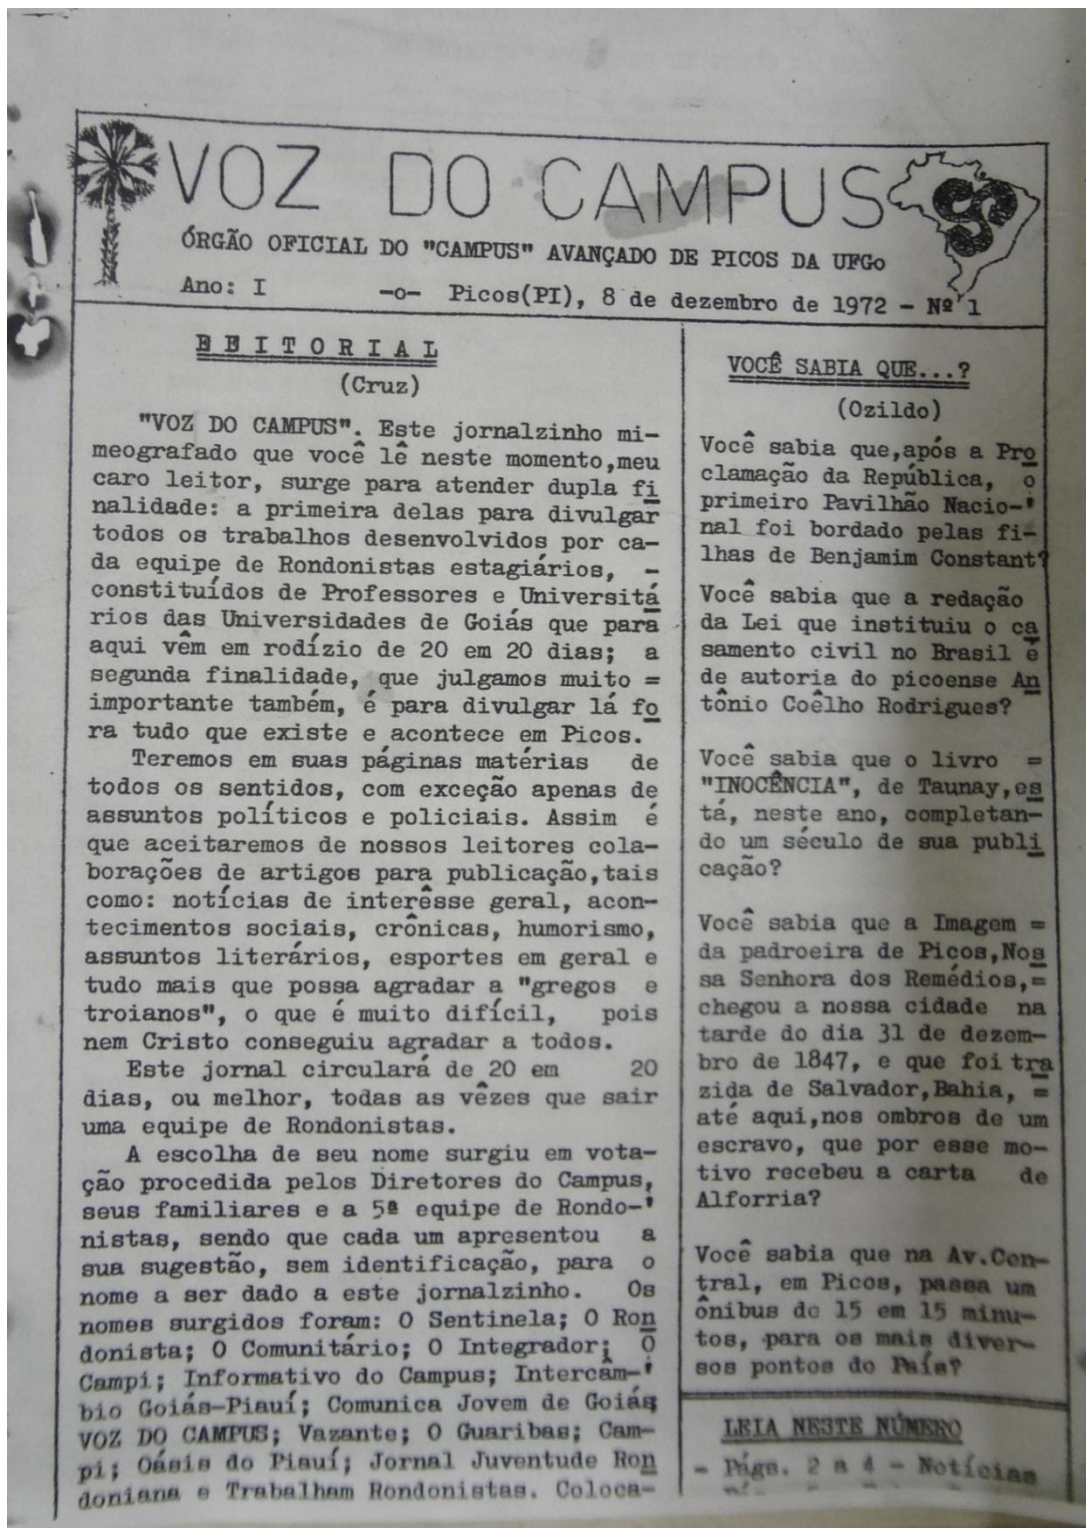 VOZ DO CAMPUS
ÓRGÃO OFICIAL DO "CAMPUS" AVANÇADO DE PICOS DA UFGo
Ano: I -o- Picos(PI), 8 de dezembro de 1972 - Nº 1
E E I T O R I A L
(Cruz)
"VOZ DO CAMPUS". Este jornalzinho mi-
meografado que você lê neste momento,meu
caro leitor, surge para atender dupla fi
nalidade: a primeira delas para divulgar
todos os trabalhos desenvolvidos por ca-
da equipe de Rondonistas estagiários, -
constituídos de Professores e Universitá
rios das Universidades de Goiás que para
aqui vêm em rodízio de 20 em 20 dias; a
segunda finalidade, que julgamos muito =
importante também, é para divulgar lá fo
ra tudo que existe e acontece em Picos.
Teremos em suas páginas matérias de
todos os sentidos, com exceção apenas de
assuntos políticos e policiais. Assim é
que aceitaremos de nossos leitores cola-
borações de artigos para publicação,tais
como: notícias de interêsse geral, acon-
tecimentos sociais, crônicas, humorismo,
assuntos literários, esportes em geral e
tudo mais que possa agradar a "gregos e
troianos", o que é muito difícil, pois
nem Cristo conseguiu agradar a todos.
Este jornal circulará de 20 em 20
dias, ou melhor, todas as vêzes que sair
uma equipe de Rondonistas.
A escolha de seu nome surgiu em vota-
ção procedida pelos Diretores do Campus,
seus familiares e a 5ª equipe de Rondo-'
nistas, sendo que cada um apresentou a
sua sugestão, sem identificação, para o
nome a ser dado a este jornalzinho. Os
nomes surgidos foram: O Sentinela; O Ron
donista; O Comunitário; O Integrador; O
Campi; Informativo do Campus; Intercâm-'
bio Goiás-Piauí; Comunica Jovem de Goiás
VOZ DO CAMPUS; Vazante; O Guaribas; Cam-
pi; Oásis do Piauí; Jornal Juventude Ron
doniana e Trabalham Rondonistas. Coloca-
VOCÊ SABIA QUE...?
(Ozildo)
Você sabia que,após a Pro
clamação da República, o
primeiro Pavilhão Nacio-'
nal foi bordado pelas fi-
lhas de Benjamim Constant?
Você sabia que a redação
da Lei que instituiu o ca
samento civil no Brasil é
de autoria do picoense An
tônio Coêlho Rodrigues?
Você sabia que o livro =
"INOCÊNCIA", de Taunay,es
tá, neste ano, completan-
do um século de sua publi
cação?
Você sabia que a Imagem =
da padroeira de Picos,Nos
sa Senhora dos Remédios,=
chegou a nossa cidade na
tarde do dia 31 de dezem-
bro de 1847, e que foi tra
zida de Salvador,Bahia, =
até aqui,nos ombros de um
escravo, que por esse mo-
tivo recebeu a carta de
Alforria?
Você sabia que na Av.Cen-
tral, em Picos, passa um
ônibus de 15 em 15 minu-
tos, para os mais diver-
sos pontos do País?
LEIA NESTE NÚMERO
- Págs. 2 a 4 - Notícias